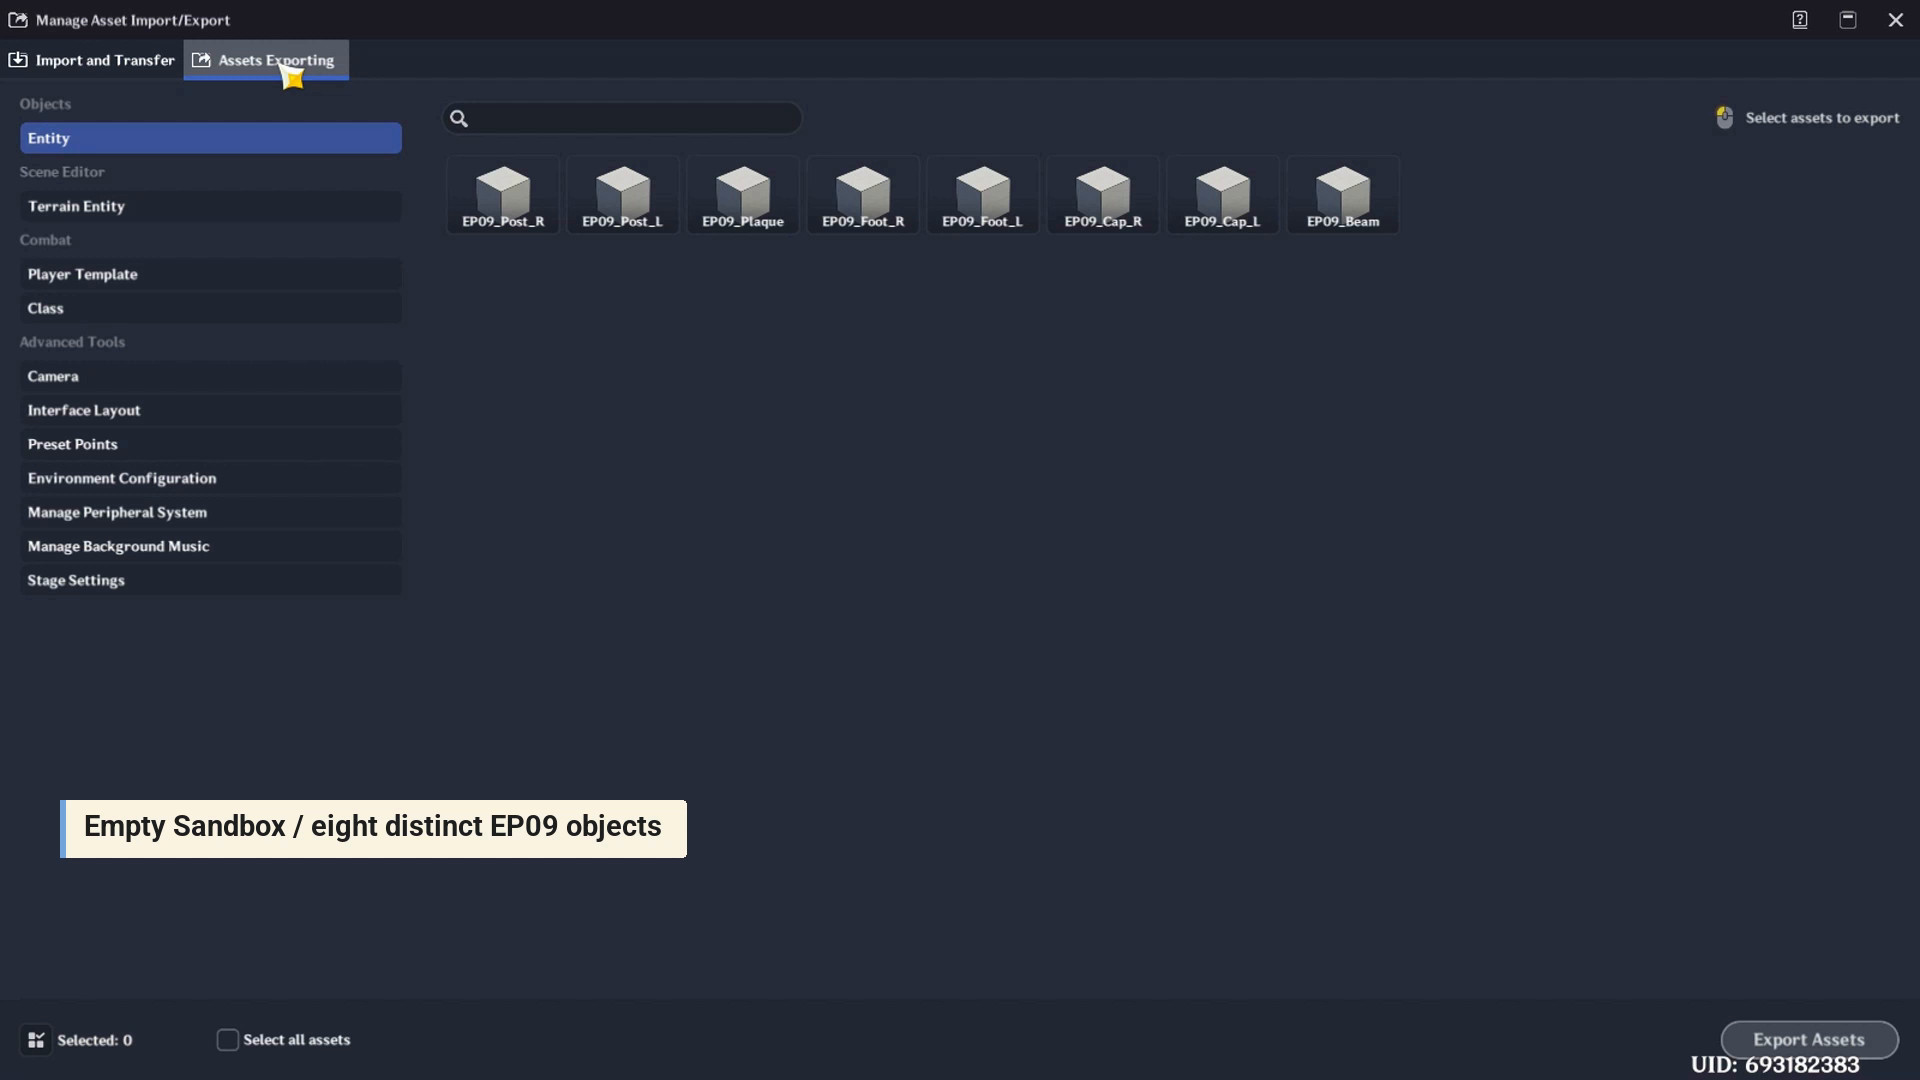 Manage Asset Import/Export
Import and Transfer
Assets Exporting
Objects
Entity
Scene Editor
Terrain Entity
Combat
Player Template
Class
Advanced Tools
Camera
Interface Layout
Preset Points
Environment Configuration
Manage Peripheral System
Manage Background Music
Stage Settings
Select assets to export
EP09_Post_R
EP09_Post_L
EP09_Plaque
EP09_Foot_R
EP09_Foot_L
EP09_Cap_R
EP09_Cap_L
EP09_Beam
Empty Sandbox / eight distinct EP09 objects
Selected: 0
Select all assets
Export Assets
UID: 693182383